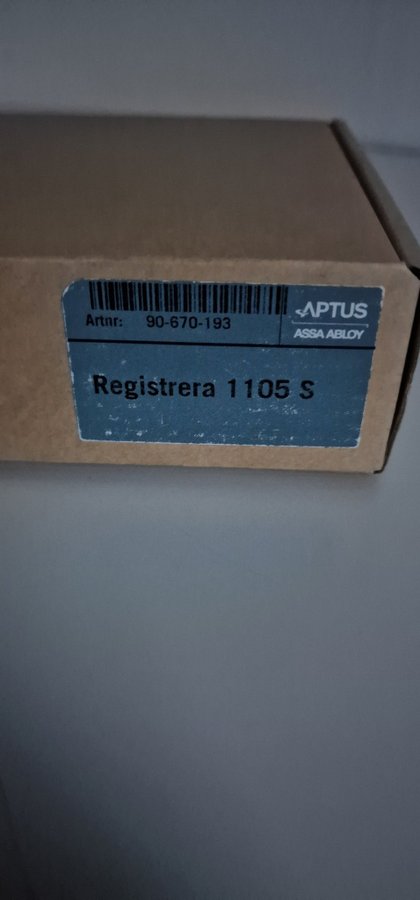 Artnr: 90-670-193
APTUS
ASSA ABLOY
Registrera 1105 S